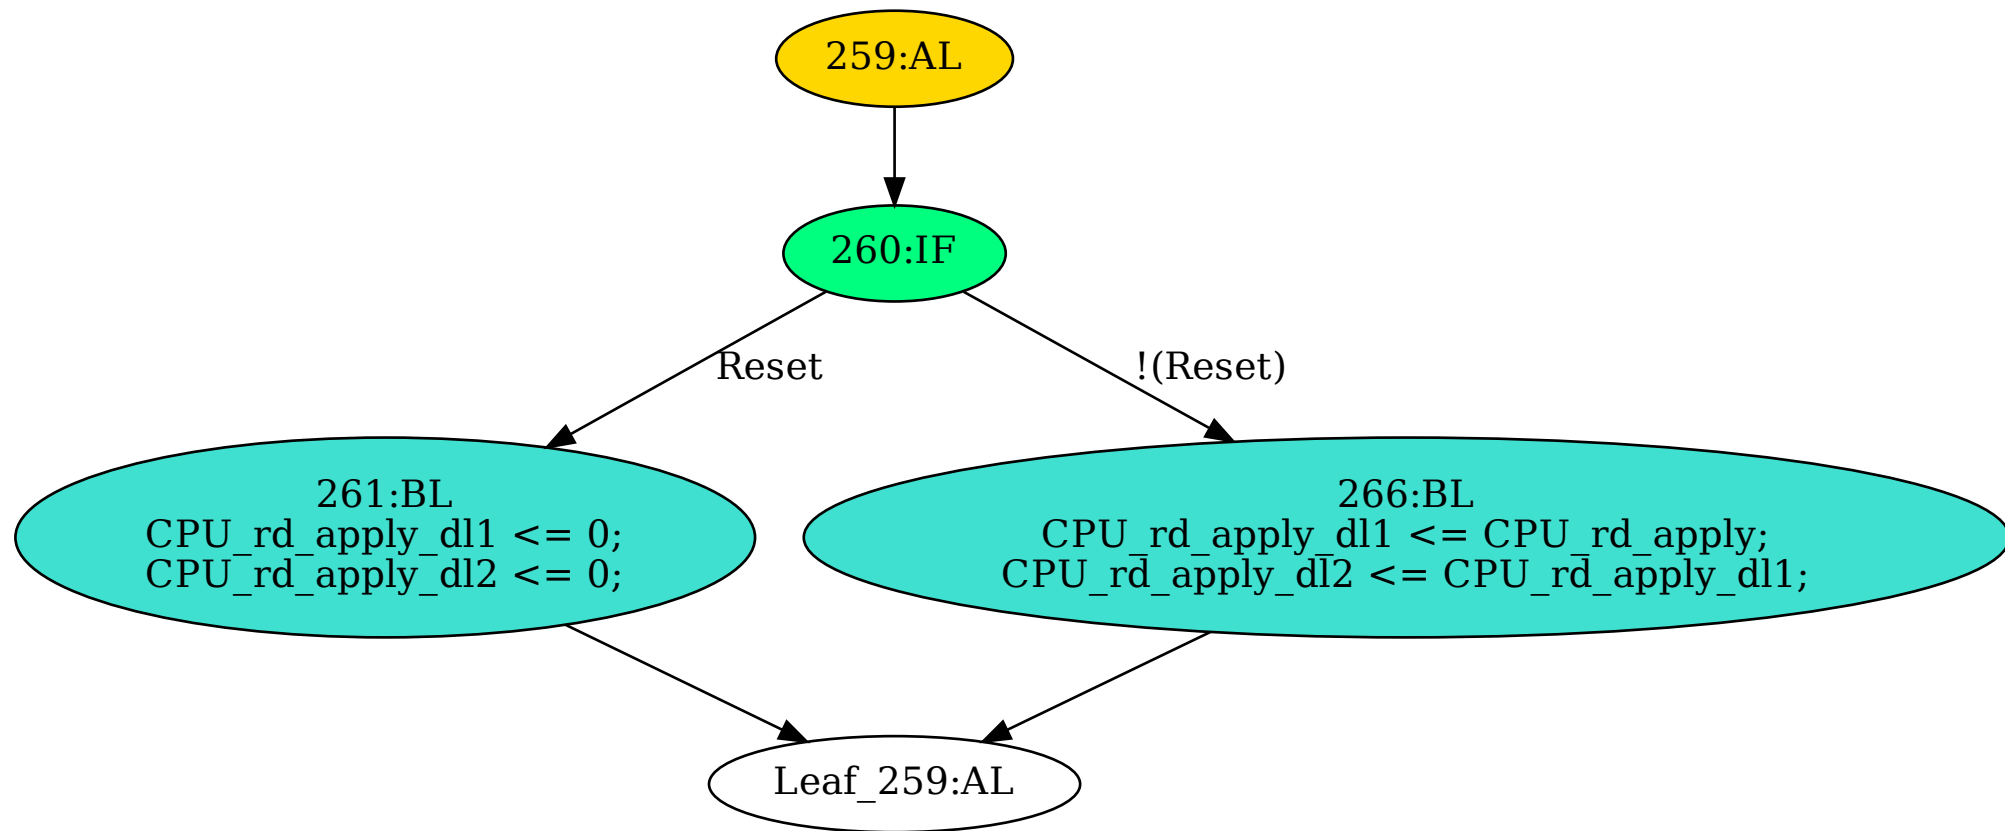 259:AL
260:IF
Reset
!(Reset)
261:BL
CPU_rd_apply_dl1 <= 0;
CPU_rd_apply_dl2 <= 0;
266:BL
CPU_rd_apply_dl1 <= CPU_rd_apply;
CPU_rd_apply_dl2 <= CPU_rd_apply_dl1;
Leaf_259:AL